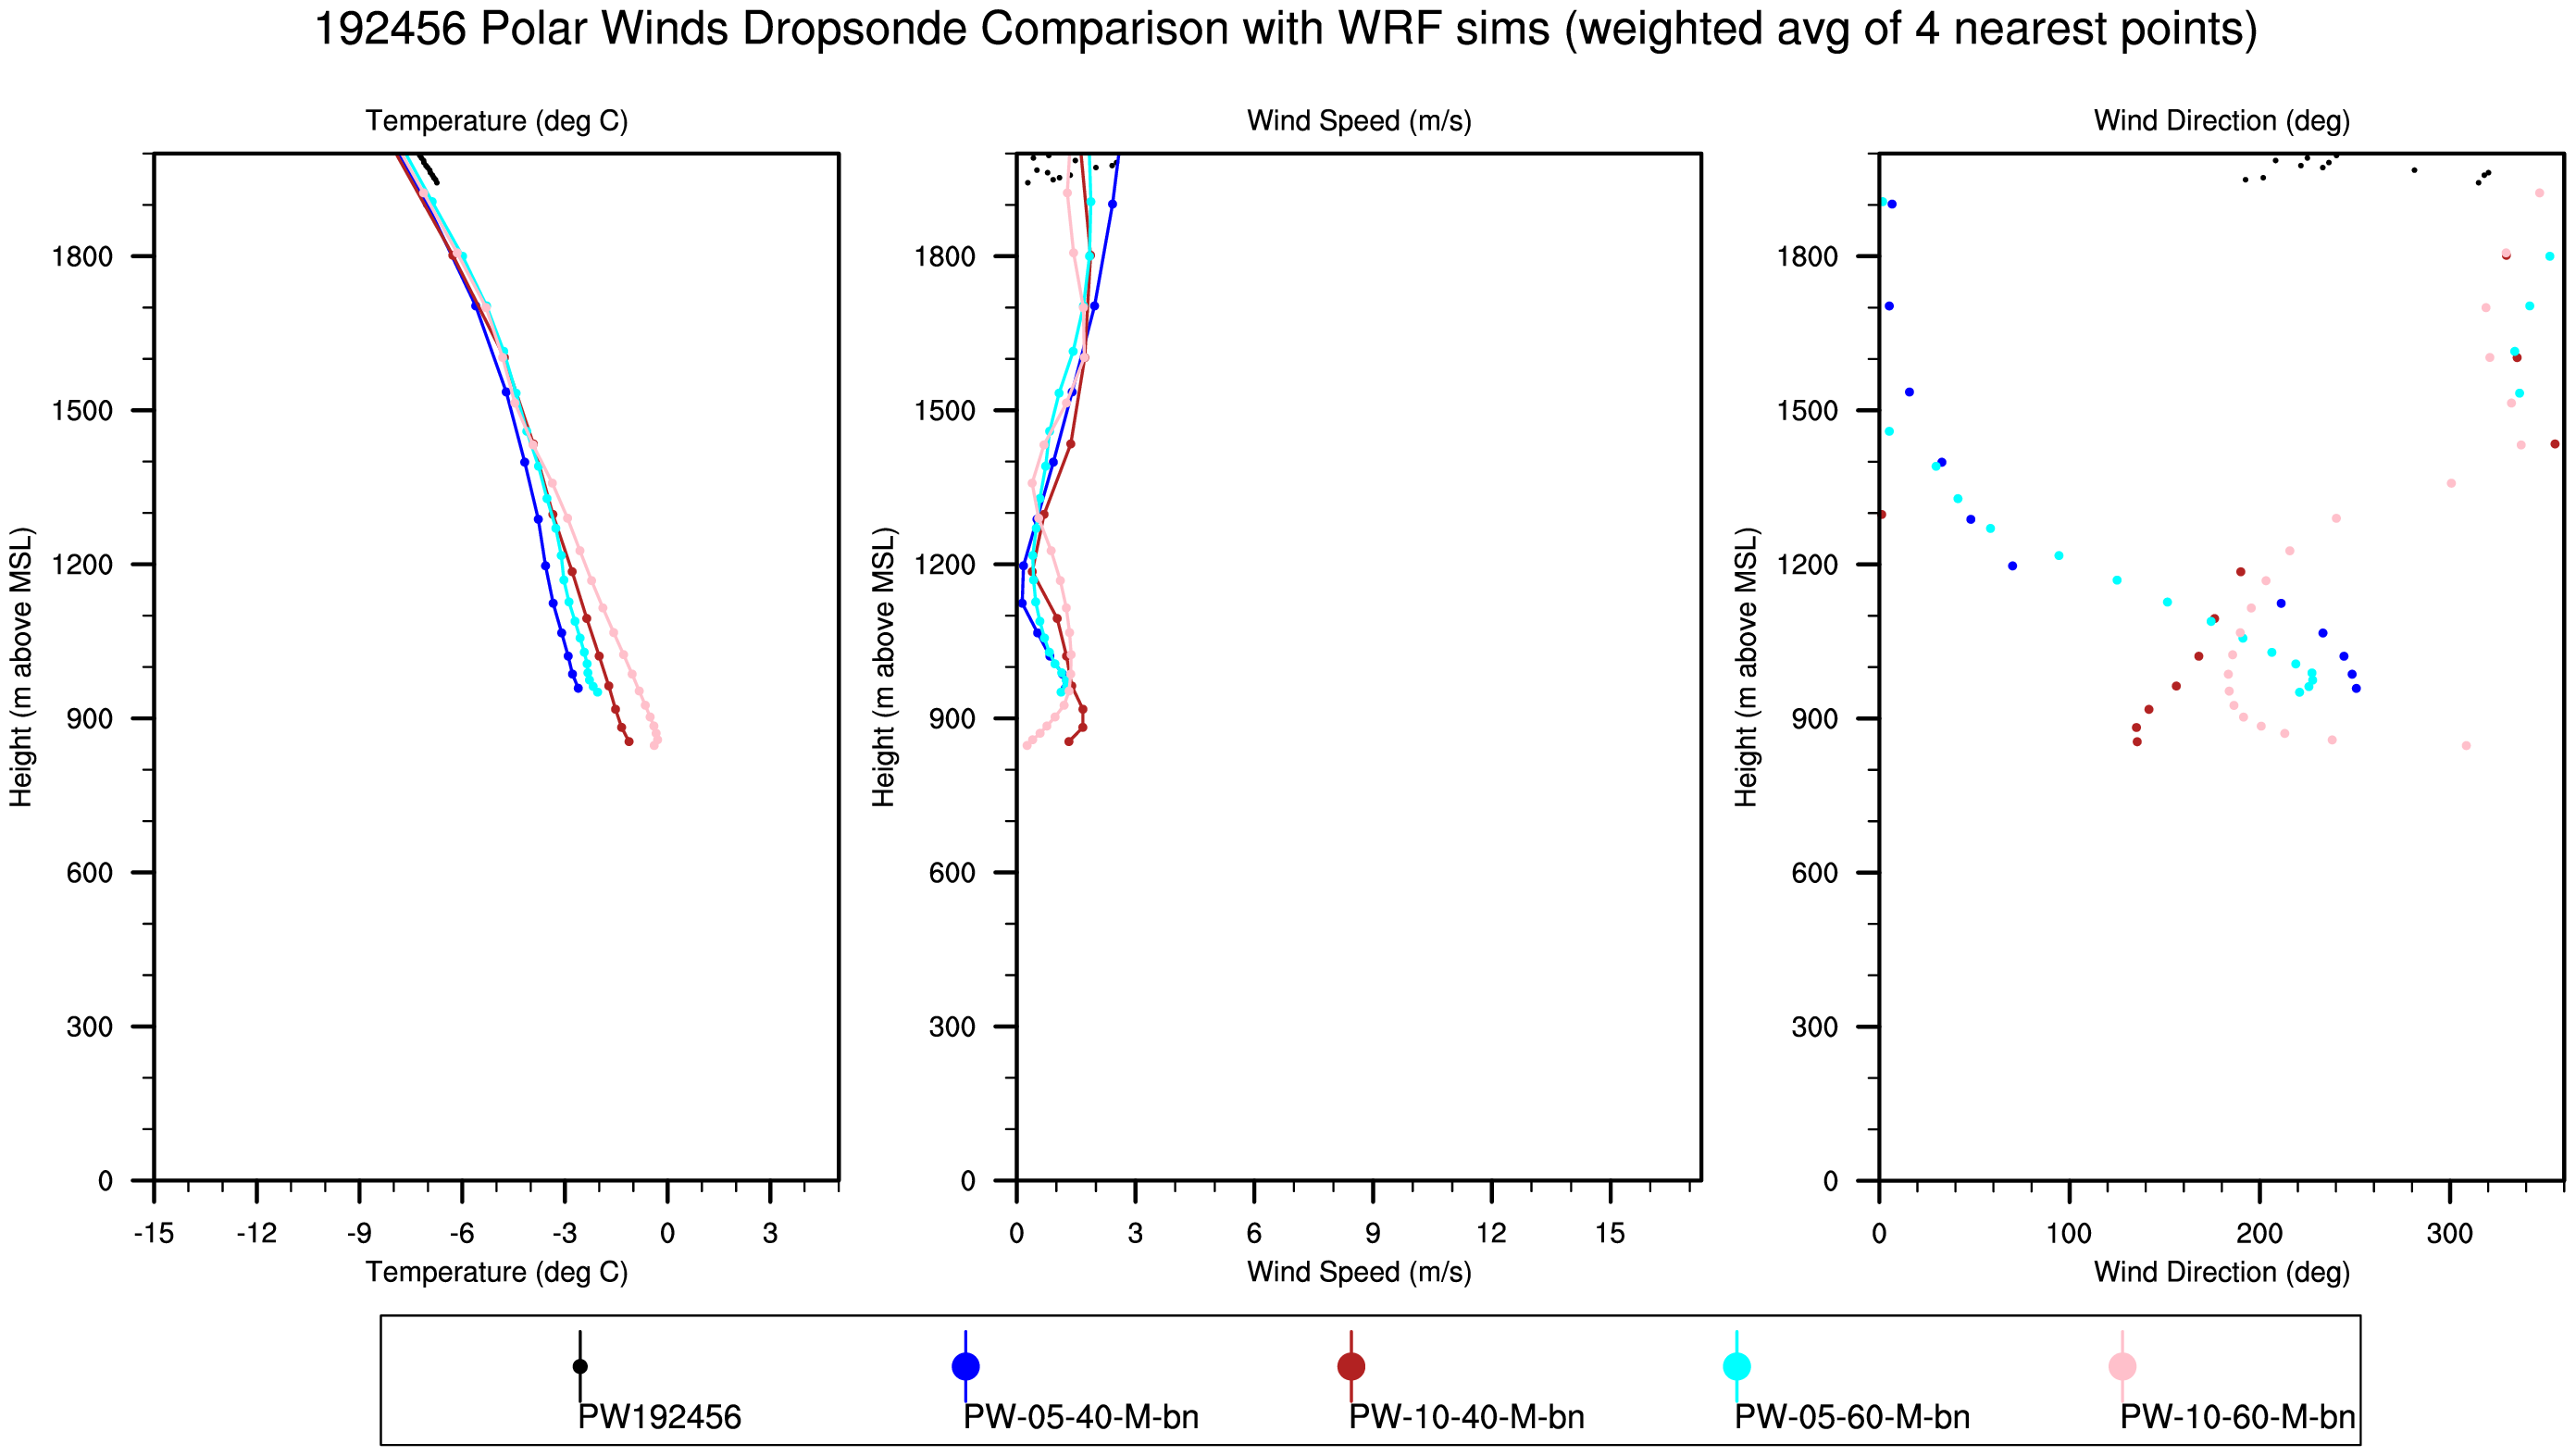 192456 Polar Winds Dropsonde Comparison with WRF sims (weighted avg of 4 nearest points)
Temperature (deg C)
Wind Speed (m/s)
Wind Direction (deg)
Height (m above MSL)
1800
1500
1200
900
600
300
0
-15 -12 -9 -6 -3 0 3
Temperature (deg C)
Height (m above MSL)
1800
1500
1200
900
600
300
0
0 3 6 9 12 15
Wind Speed (m/s)
Height (m above MSL)
1800
1500
1200
900
600
300
0
0 100 200 300
Wind Direction (deg)
PW192456
PW-05-40-M-bn
PW-10-40-M-bn
PW-05-60-M-bn
PW-10-60-M-bn